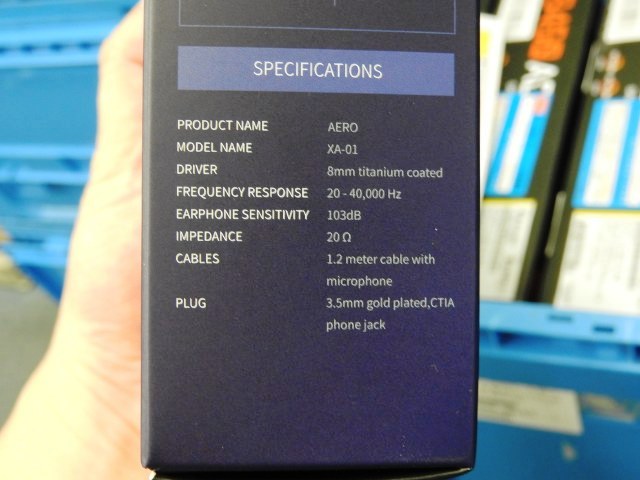 SPECIFICATIONS
PRODUCT NAME AERO
MODEL NAME XA-01
DRIVER 8mm titanium coated
FREQUENCY RESPONSE 20 - 40,000 Hz
EARPHONE SENSITIVITY 103dB
IMPEDANCE 20 Ω
CABLES 1.2 meter cable with
microphone
PLUG 3.5mm gold plated,CTIA
phone jack